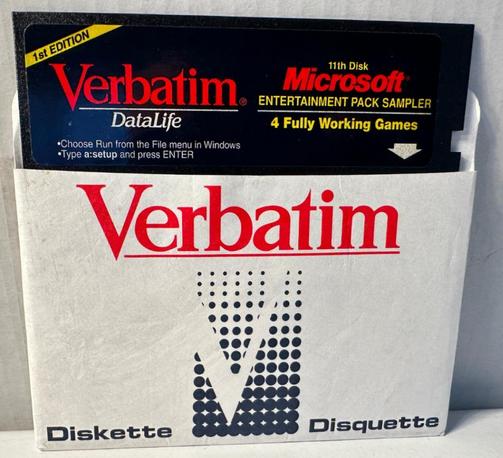 1st EDITION
Verbatim®
DataLife
•Choose Run from the File menu in Windows
•Type a:setup and press ENTER
11th Disk
Microsoft®
ENTERTAINMENT PACK SAMPLER
4 Fully Working Games
Verbatim
Diskette
Disquette